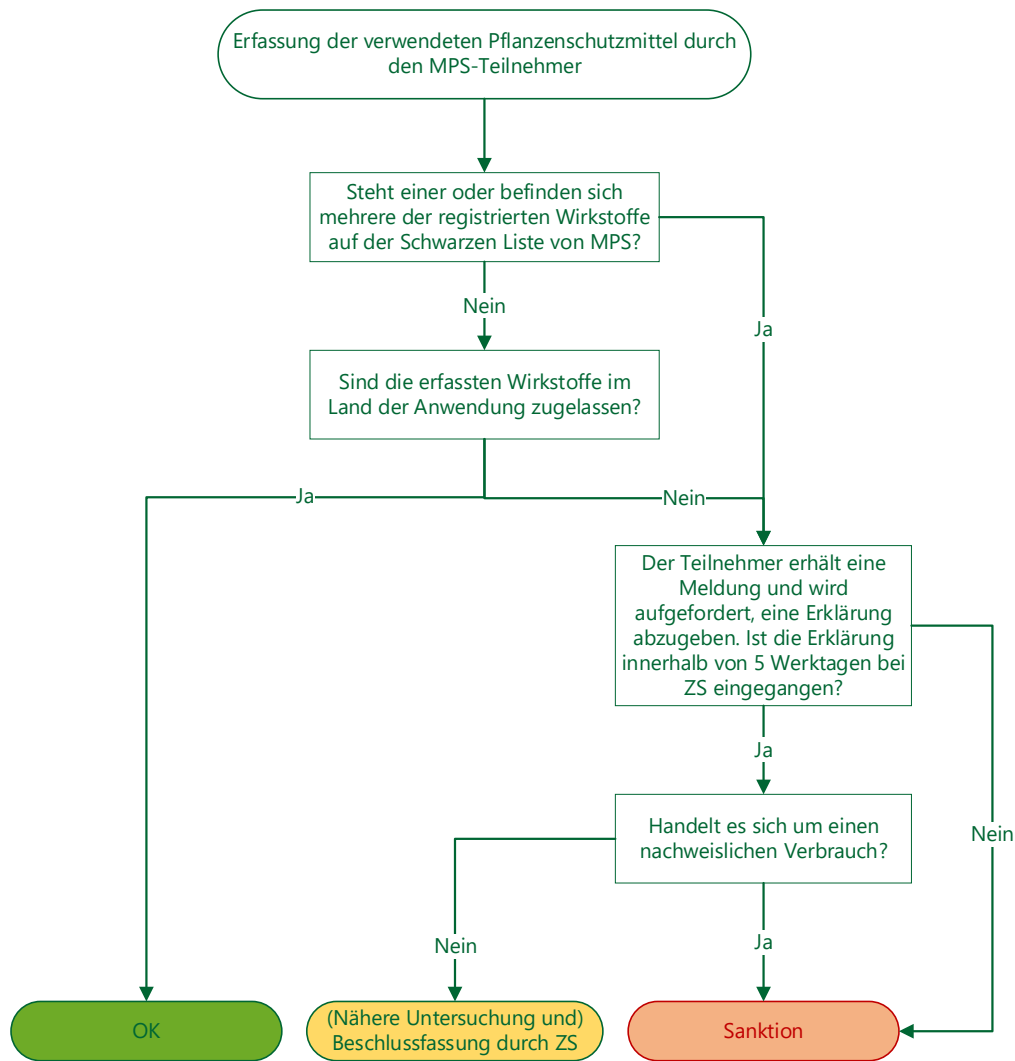 Erfassung der verwendeten Pflanzenschutzmittel durch
den MPS-Teilnehmer
Steht einer oder befinden sich
mehrere der registrierten Wirkstoffe
auf der Schwarzen Liste von MPS?
Nein
Ja
Sind die erfassten Wirkstoffe im
Land der Anwendung zugelassen?
Ja
Nein
Der Teilnehmer erhält eine
Meldung und wird
aufgefordert, eine Erklärung
abzugeben. Ist die Erklärung
innerhalb von 5 Werktagen bei
ZS eingegangen?
Ja
Nein
Handelt es sich um einen
nachweislichen Verbrauch?
Nein
Ja
OK
(Nähere Untersuchung und)
Beschlussfassung durch ZS
Sanktion